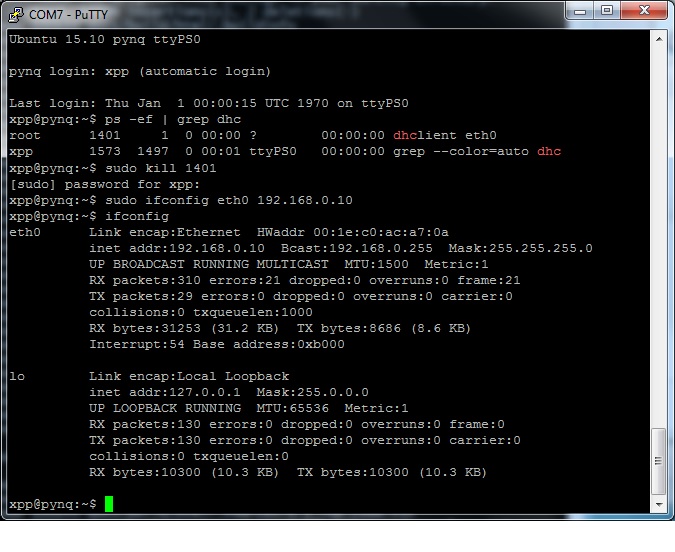 COM7 - PuTTY
Ubuntu 15.10 pynq ttyPS0
pynq login: xpp (automatic login)
Last login: Thu Jan  1 00:00:15 UTC 1970 on ttyPS0
xpp@pynq:~$ ps -ef | grep dhc
root      1401     1  0 00:00 ?        00:00:00 dhclient eth0
xpp       1573  1497  0 00:01 ttyPS0   00:00:00 grep --color=auto dhc
xpp@pynq:~$ sudo kill 1401
[sudo] password for xpp:
xpp@pynq:~$ sudo ifconfig eth0 192.168.0.10
xpp@pynq:~$ ifconfig
eth0      Link encap:Ethernet  HWaddr 00:1e:c0:ac:a7:0a
          inet addr:192.168.0.10  Bcast:192.168.0.255  Mask:255.255.255.0
          UP BROADCAST RUNNING MULTICAST  MTU:1500  Metric:1
          RX packets:310 errors:21 dropped:0 overruns:0 frame:21
          TX packets:29 errors:0 dropped:0 overruns:0 carrier:0
          collisions:0 txqueuelen:1000
          RX bytes:31253 (31.2 KB)  TX bytes:8686 (8.6 KB)
          Interrupt:54 Base address:0xb000
lo        Link encap:Local Loopback
          inet addr:127.0.0.1  Mask:255.0.0.0
          UP LOOPBACK RUNNING  MTU:65536  Metric:1
          RX packets:130 errors:0 dropped:0 overruns:0 frame:0
          TX packets:130 errors:0 dropped:0 overruns:0 carrier:0
          collisions:0 txqueuelen:0
          RX bytes:10300 (10.3 KB)  TX bytes:10300 (10.3 KB)
xpp@pynq:~$